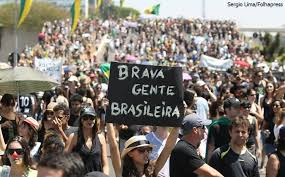 Sergio Lima/Folhapress
BRAVA
GENTE
BRASILEIRA